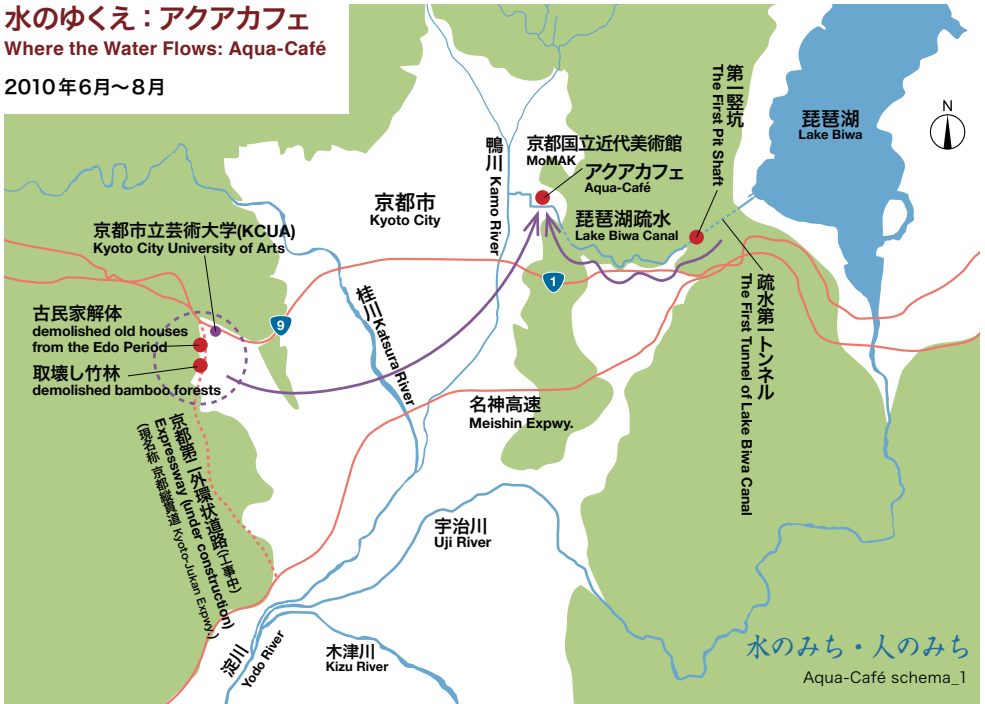 水のゆくえ：アクアカフェ
Where the Water Flows: Aqua-Café
2010年6月〜8月
第一竪坑
The First Pit Shaft
琵琶湖
Lake Biwa
N
鴨川 Kamo River
京都国立近代美術館
MoMAK
アクアカフェ
Aqua-Café
京都市
Kyoto City
琵琶湖疏水
Lake Biwa Canal
京都市立芸術大学(KCUA)
Kyoto City University of Arts
1
疏水第一トンネル
The First Tunnel of Lake Biwa Canal
桂川 Katsura River
古民家解体
demolished old houses
from the Edo Period
9
取壊し竹林
demolished bamboo forests
名神高速
Meishin Expwy.
京都第二外環状道路(工事中)
Expressway (under construction)
(現名称 京都縦貫道 Kyoto-Jukan Expwy.)
宇治川
Uji River
淀川
Yodo River
木津川
Kizu River
水のみち・人のみち
Aqua-Café schema_1